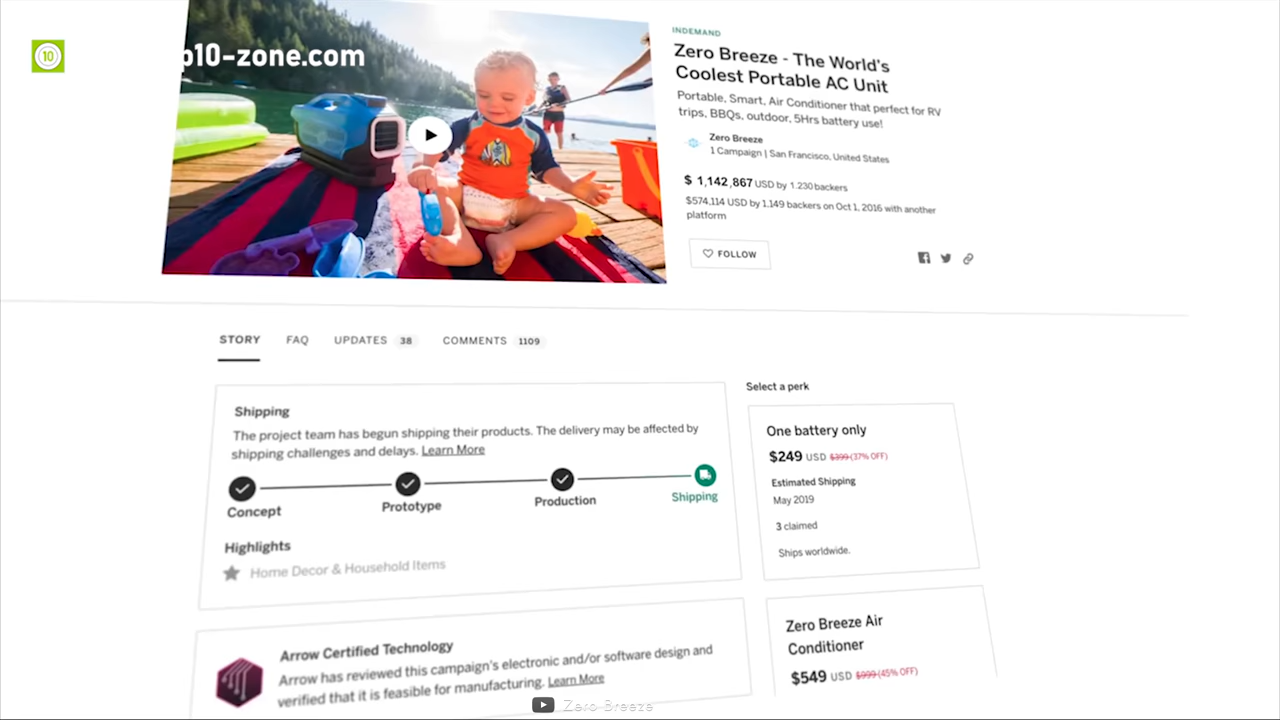 10
p10-zone.com
INDEMAND
Zero Breeze - The World's
Coolest Portable AC Unit
Portable, Smart, Air Conditioner that perfect for RV
trips, BBQs, outdoor, 5Hrs battery use!
Zero Breeze
1 Campaign | San Francisco, United States
$ 1,142,867 USD by 1.230 backers
$574,114 USD by 1,149 backers on Oct 1, 2016 with another
platform
FOLLOW
STORY FAQ UPDATES 38 COMMENTS 1109
Shipping
The project team has begun shipping their products. The delivery may be affected by
shipping challenges and delays. Learn More
Concept Prototype Production Shipping
Highlights
Home Decor & Household Items
Arrow Certified Technology
Arrow has reviewed this campaign's electronic and/or software design and
verified that it is feasible for manufacturing. Learn More
Select a perk
One battery only
$249 USD $399 (37% OFF)
Estimated Shipping
May 2019
3 claimed
Ships worldwide.
Zero Breeze Air
Conditioner
$549 USD $999 (45% OFF)
Zero Breeze